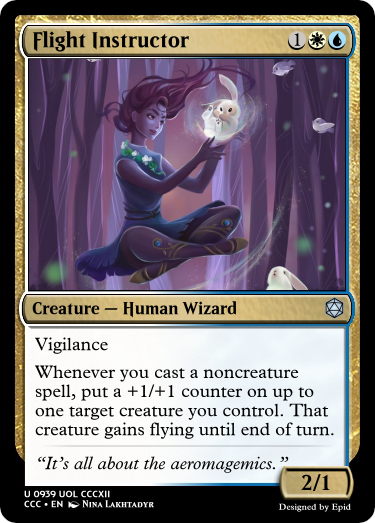 Flight Instructor 1
Creature — Human Wizard
Vigilance
Whenever you cast a noncreature
spell, put a +1/+1 counter on up to
one target creature you control. That
creature gains flying until end of turn.
“It’s all about the aeromagemics.”
2/1
U 0939 UOL CCCXII
CCC • EN Nina Lakhtadyr
Designed by Epid